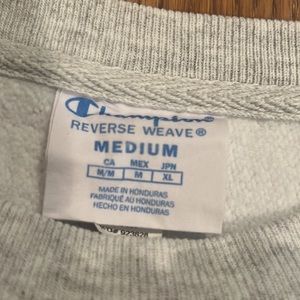 Champion
REVERSE WEAVE®
MEDIUM
CA MEX JPN
M/M M XL
MADE IN HONDURAS
FABRIQUÉ AU HONDURAS
HECHO EN HONDURAS